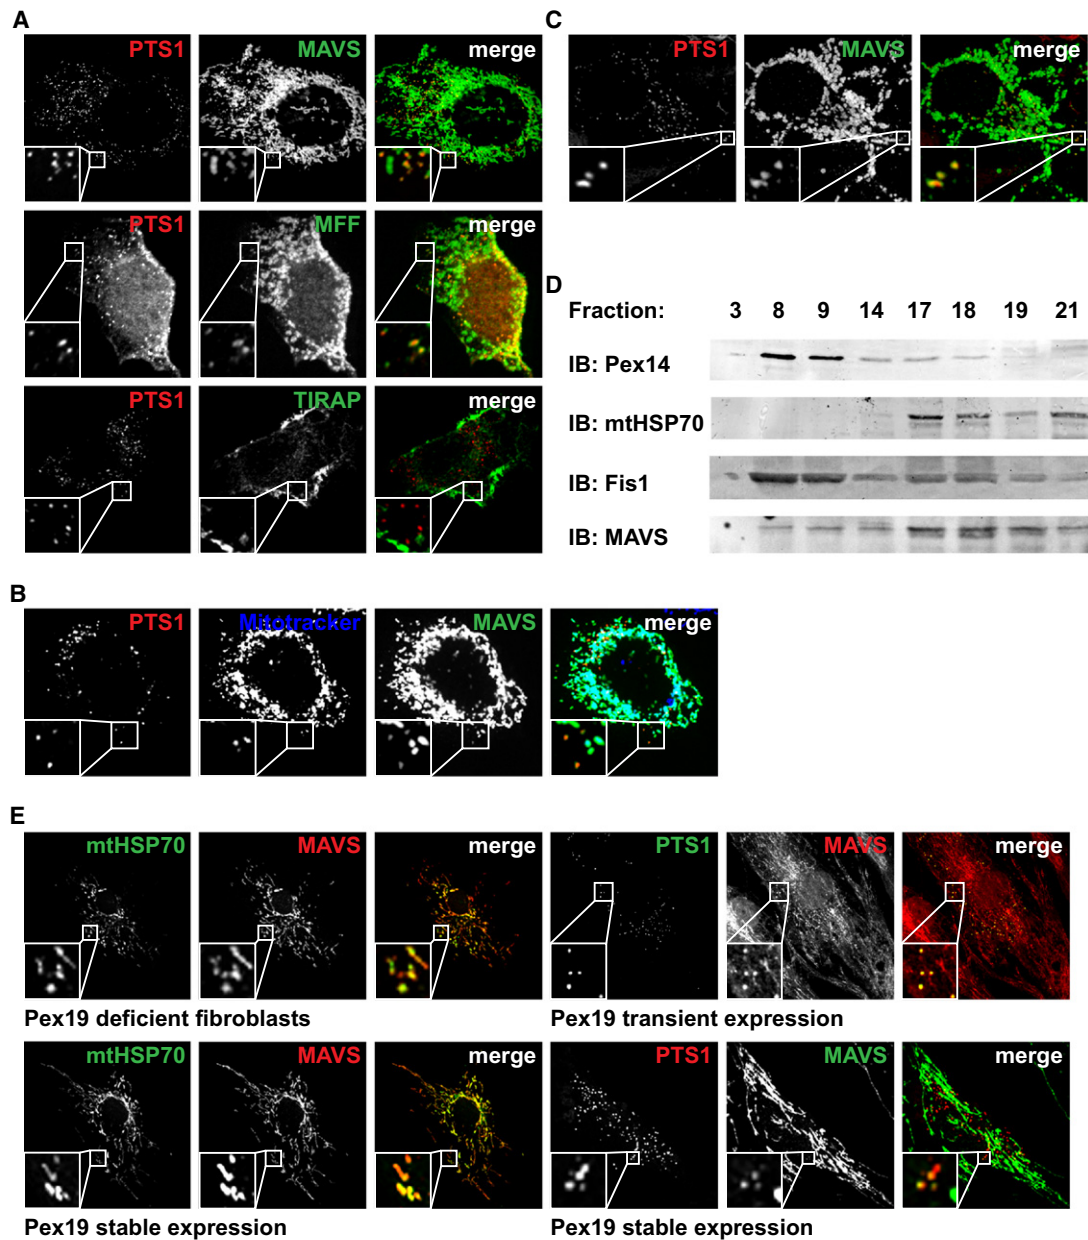 A
PTS1 MAVS merge
PTS1 MFF merge
PTS1 TIRAP merge
C
PTS1 MAVS merge
D
Fraction: 3 8 9 14 17 18 19 21
IB: Pex14
IB: mtHSP70
IB: Fis1
IB: MAVS
B
PTS1 Mitotracker MAVS merge
E
mtHSP70 MAVS merge PTS1 MAVS merge
Pex19 deficient fibroblasts Pex19 transient expression
mtHSP70 MAVS merge PTS1 MAVS merge
Pex19 stable expression Pex19 stable expression